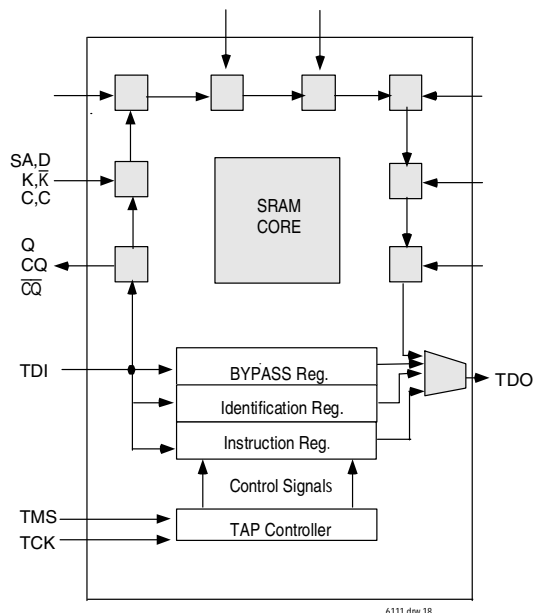 SA,D
K,K̅
C,C
SRAM
CORE
Q
CQ
C̅Q̅
TDI
BYPASS Reg.
TDO
Identification Reg.
Instruction Reg.
Control Signals
TMS
TAP Controller
TCK
6111 drw 18